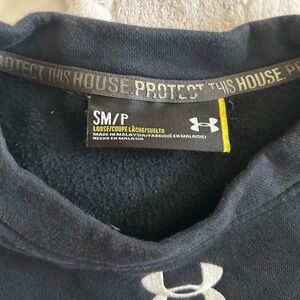 PROTECT THIS HOUSE. PROTECT THIS HOUSE.
SM/P
LOOSE/COUPE LÂCHE/SUELTO
MADE IN MALAYSIA/FABRIQUÉ EN MALAISIE/
HECHO EN MALASIA